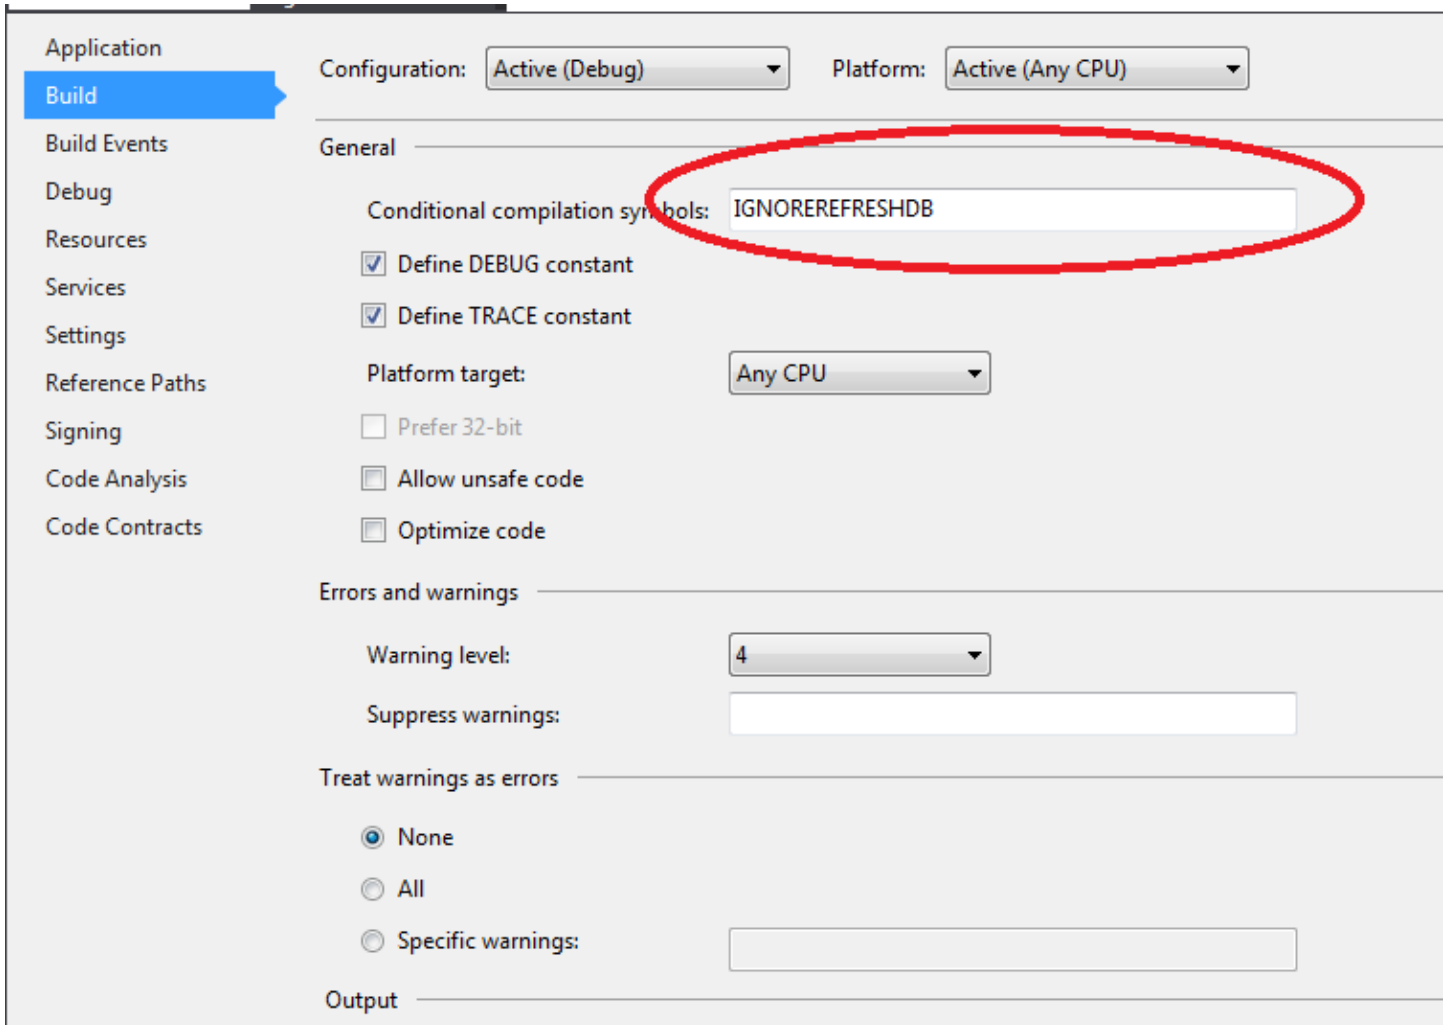 Application
Build
Build Events
Debug
Resources
Services
Settings
Reference Paths
Signing
Code Analysis
Code Contracts
Configuration: Active (Debug) Platform: Active (Any CPU)
General
Conditional compilation symbols: IGNOREREFRESHDB
Define DEBUG constant
Define TRACE constant
Platform target: Any CPU
Prefer 32-bit
Allow unsafe code
Optimize code
Errors and warnings
Warning level: 4
Suppress warnings:
Treat warnings as errors
None
All
Specific warnings:
Output